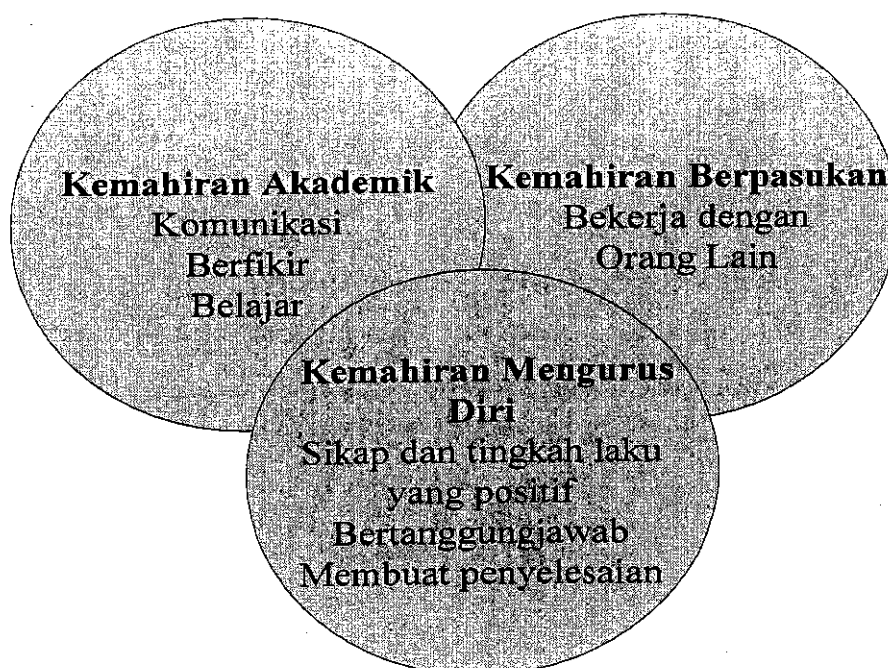 Kemahiran Akademik
Komunikasi
Berfikir
Belajar
Kemahiran Berpasukan
Bekerja dengan
Orang Lain
Kemahiran Mengurus
Diri
Sikap dan tingkah laku
yang positif
Bertanggungjawab
Membuat penyelesaian